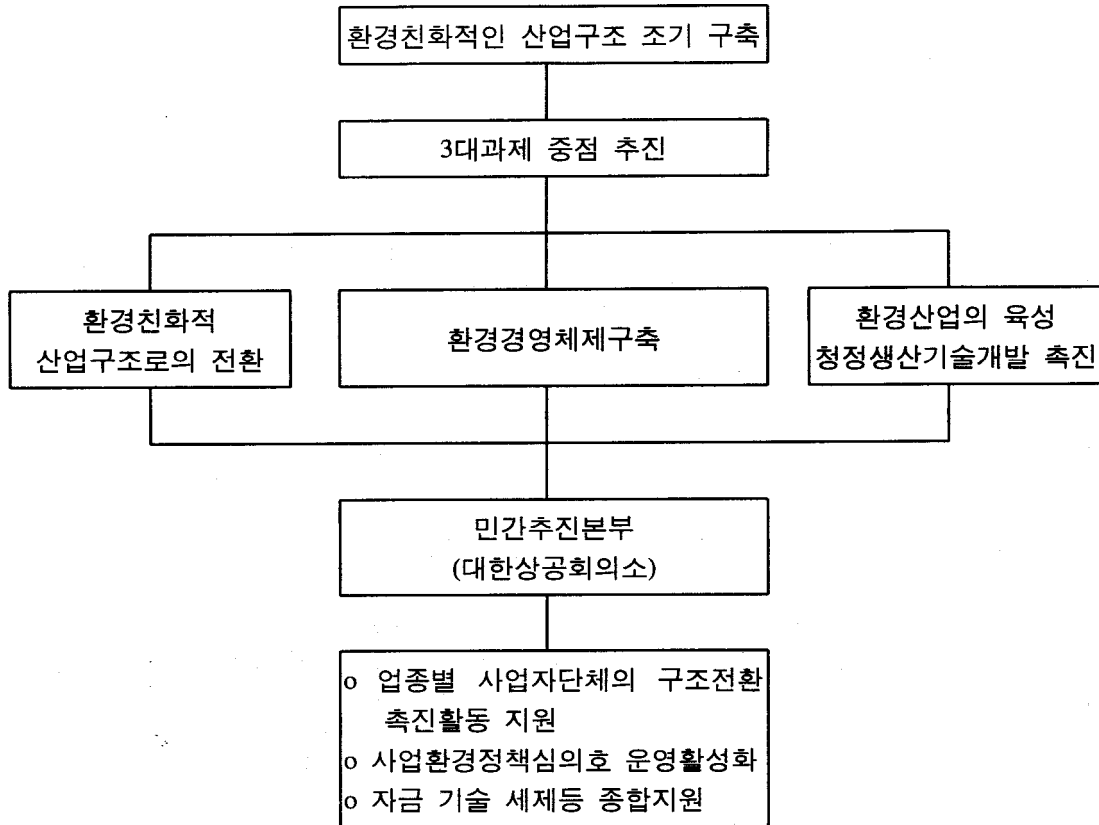 환경친화적인 산업구조 조기 구축
3대과제 중점 추진
환경친화적
산업구조로의 전환
환경경영체제구축
환경산업의 육성
청정생산기술개발 촉진
민간추진본부
(대한상공회의소)
o 업종별 사업자단체의 구조전환
촉진활동 지원
o 사업환경정책심의호 운영활성화
o 자금 기술 세제등 종합지원